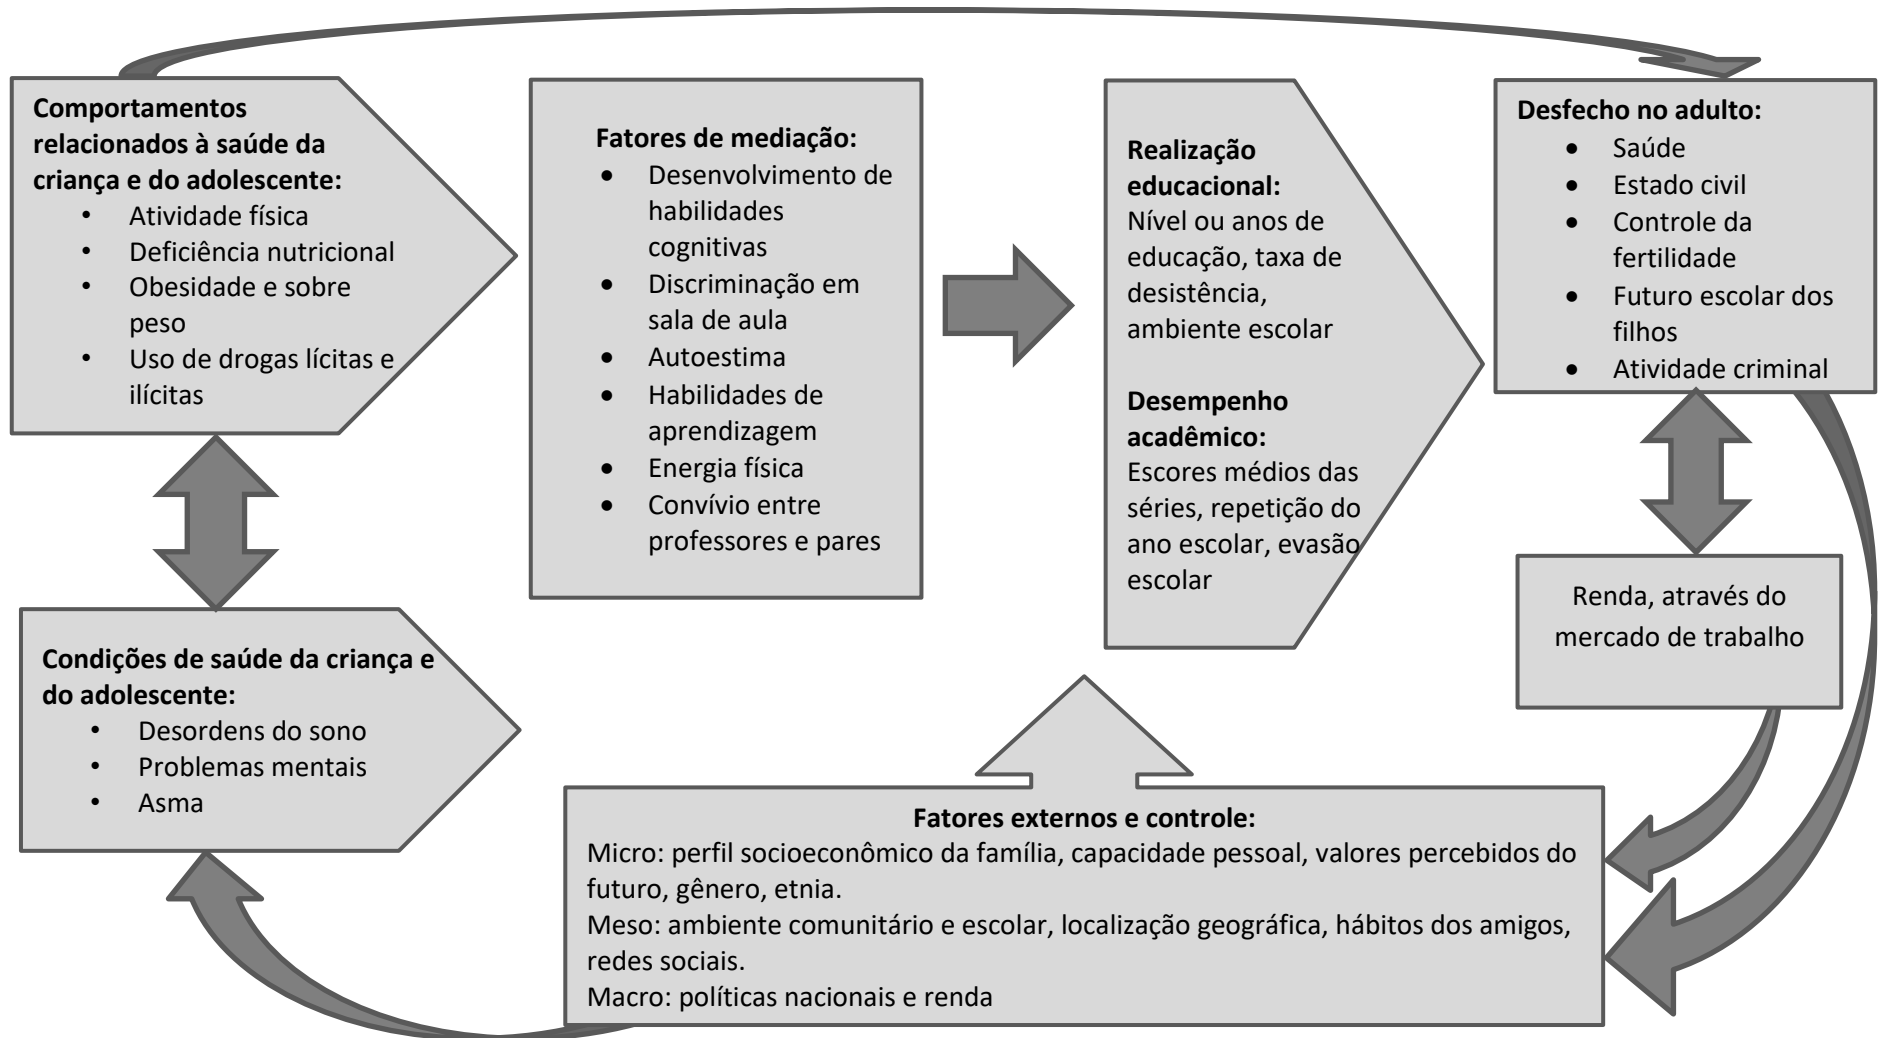 Comportamentos
relacionados à saúde da
criança e do adolescente:
• Atividade física
• Deficiência nutricional
• Obesidade e sobre
peso
• Uso de drogas lícitas e
ilícitas
Condições de saúde da criança e
do adolescente:
• Desordens do sono
• Problemas mentais
• Asma
Fatores de mediação:
• Desenvolvimento de
habilidades
cognitivas
• Discriminação em
sala de aula
• Autoestima
• Habilidades de
aprendizagem
• Energia física
• Convívio entre
professores e pares
Realização
educacional:
Nível ou anos de
educação, taxa de
desistência,
ambiente escolar
Desempenho
acadêmico:
Escores médios das
séries, repetição do
ano escolar, evasão
escolar
Desfecho no adulto:
• Saúde
• Estado civil
• Controle da
fertilidade
• Futuro escolar dos
filhos
• Atividade criminal
Renda, através do
mercado de trabalho
Fatores externos e controle:
Micro: perfil socioeconômico da família, capacidade pessoal, valores percebidos do
futuro, gênero, etnia.
Meso: ambiente comunitário e escolar, localização geográfica, hábitos dos amigos,
redes sociais.
Macro: políticas nacionais e renda